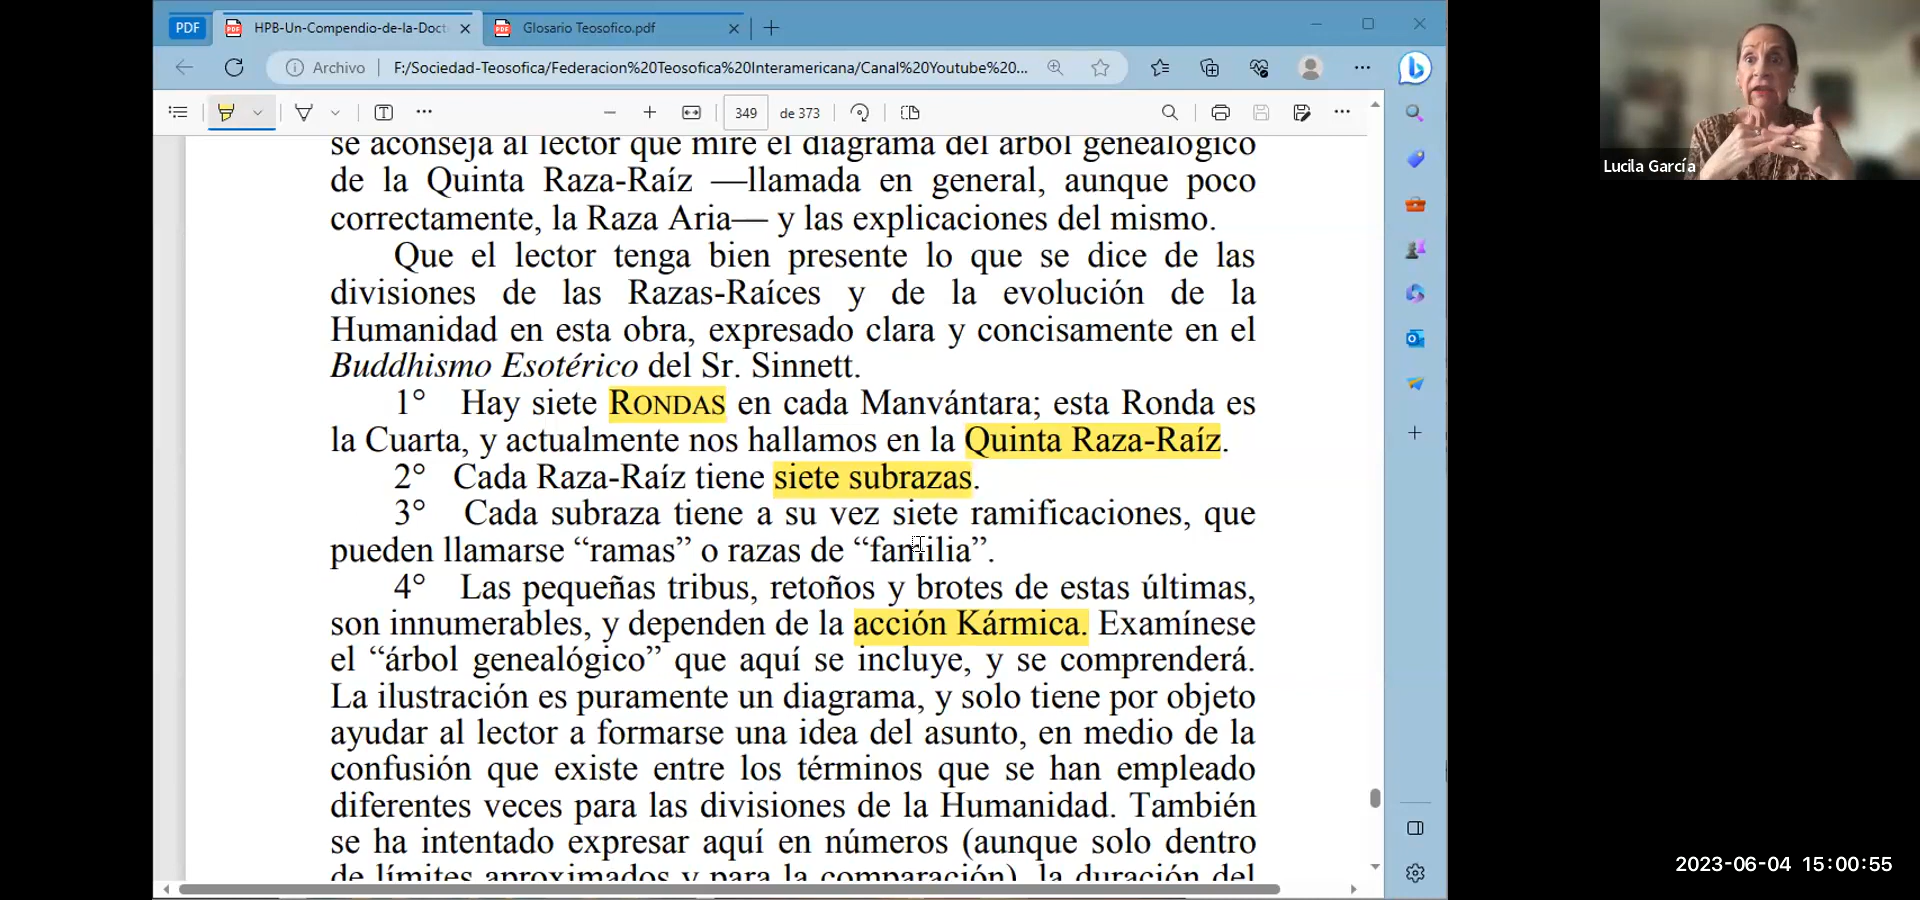 PDF
HPB-Un-Compendio-de-la-Doct
Glosario Teosofico.pdf
Archivo
F:/Sociedad-Teosofica/Federacion%20Teosofica%20Interamericana/Canal%20Youtube%20...
349 de 373
se aconseja al lector que mire el diagrama del árbol genealógico
de la Quinta Raza-Raíz —llamada en general, aunque poco
correctamente, la Raza Aria— y las explicaciones del mismo.
Que el lector tenga bien presente lo que se dice de las
divisiones de las Razas-Raíces y de la evolución de la
Humanidad en esta obra, expresado clara y concisamente en el
Buddhismo Esotérico del Sr. Sinnett.
1° Hay siete RONDAS en cada Manvántara; esta Ronda es
la Cuarta, y actualmente nos hallamos en la Quinta Raza-Raíz.
2° Cada Raza-Raíz tiene siete subrazas.
3° Cada subraza tiene a su vez siete ramificaciones, que
pueden llamarse “ramas” o razas de “familia”.
4° Las pequeñas tribus, retoños y brotes de estas últimas,
son innumerables, y dependen de la acción Kármica. Examínese
el “árbol genealógico” que aquí se incluye, y se comprenderá.
La ilustración es puramente un diagrama, y solo tiene por objeto
ayudar al lector a formarse una idea del asunto, en medio de la
confusión que existe entre los términos que se han empleado
diferentes veces para las divisiones de la Humanidad. También
se ha intentado expresar aquí en números (aunque solo dentro
de límites aproximados y para la comparación), la duración del
Lucila García
2023-06-04 15:00:55